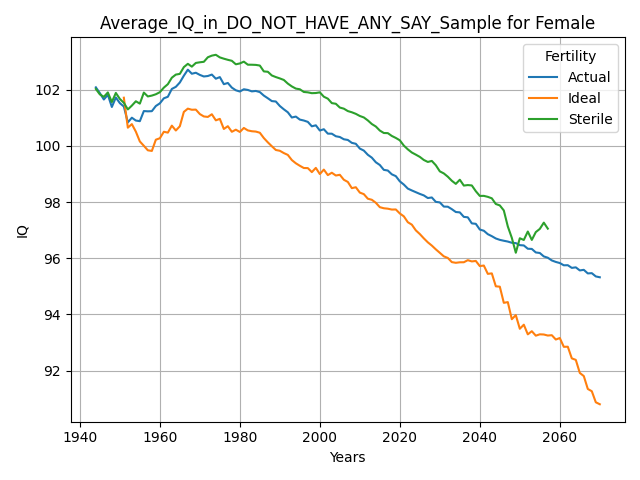 Average_IQ_in_DO_NOT_HAVE_ANY_SAY_Sample for Female
IQ
102
100
98
96
94
92
Fertility
Actual
Ideal
Sterile
1940 1960 1980 2000 2020 2040 2060
Years